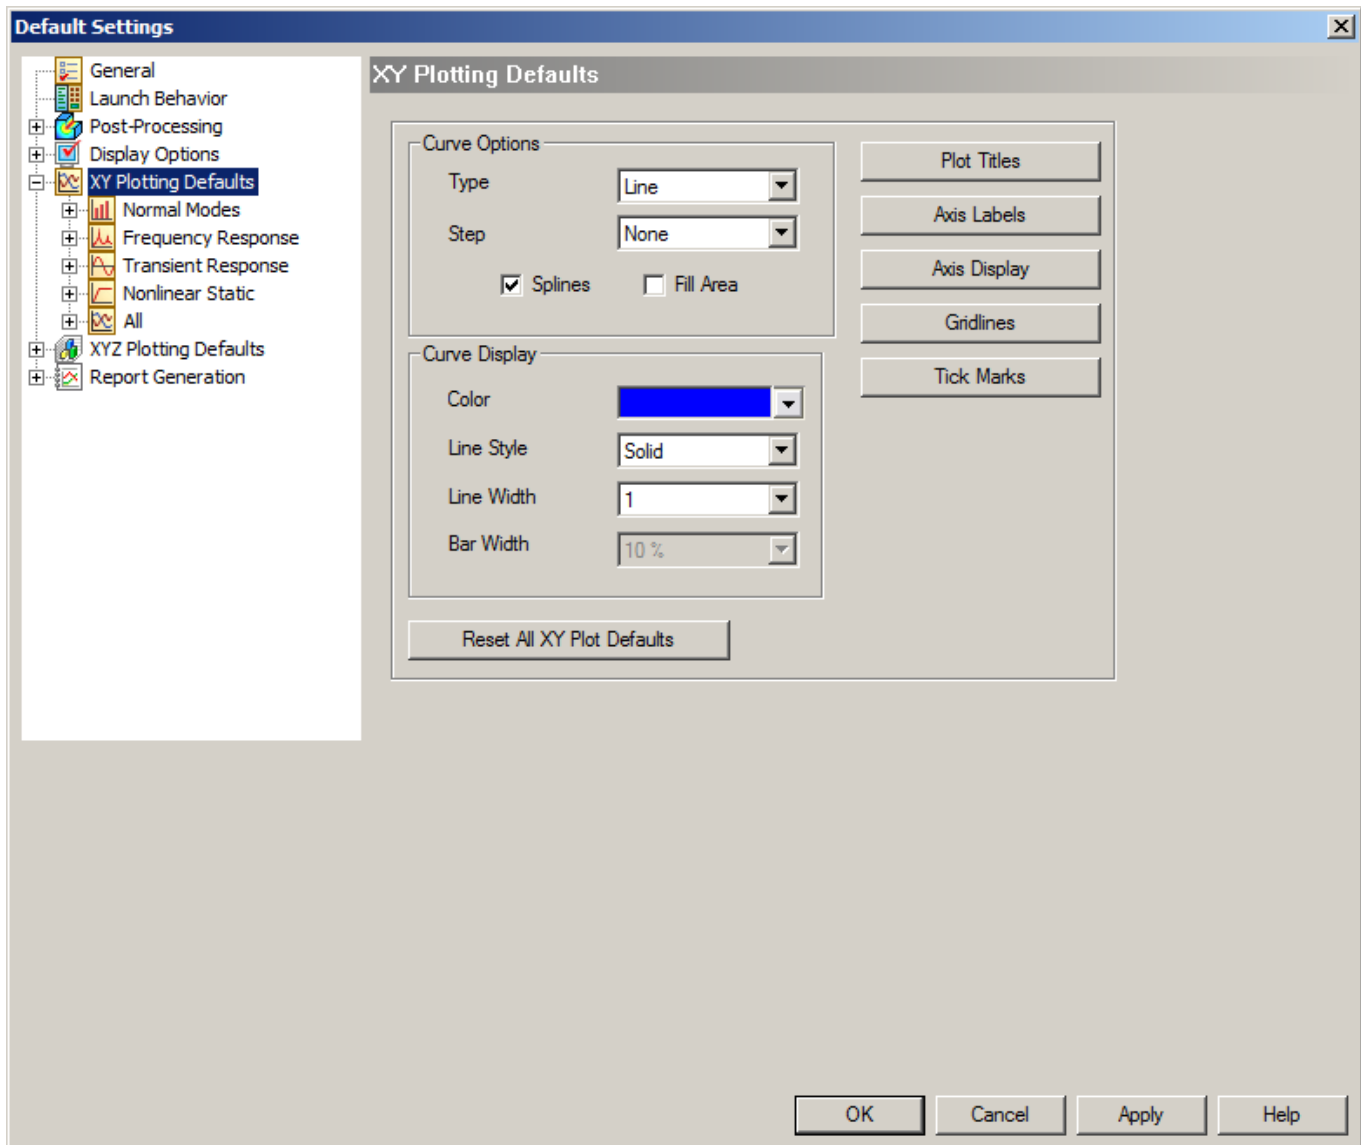 Default Settings
General
Launch Behavior
Post-Processing
Display Options
XY Plotting Defaults
Normal Modes
Frequency Response
Transient Response
Nonlinear Static
All
XYZ Plotting Defaults
Report Generation
XY Plotting Defaults
Curve Options
Type Line
Step None
Splines Fill Area
Curve Display
Color
Line Style Solid
Line Width 1
Bar Width 10 %
Reset All XY Plot Defaults
Plot Titles
Axis Labels
Axis Display
Gridlines
Tick Marks
OK Cancel Apply Help